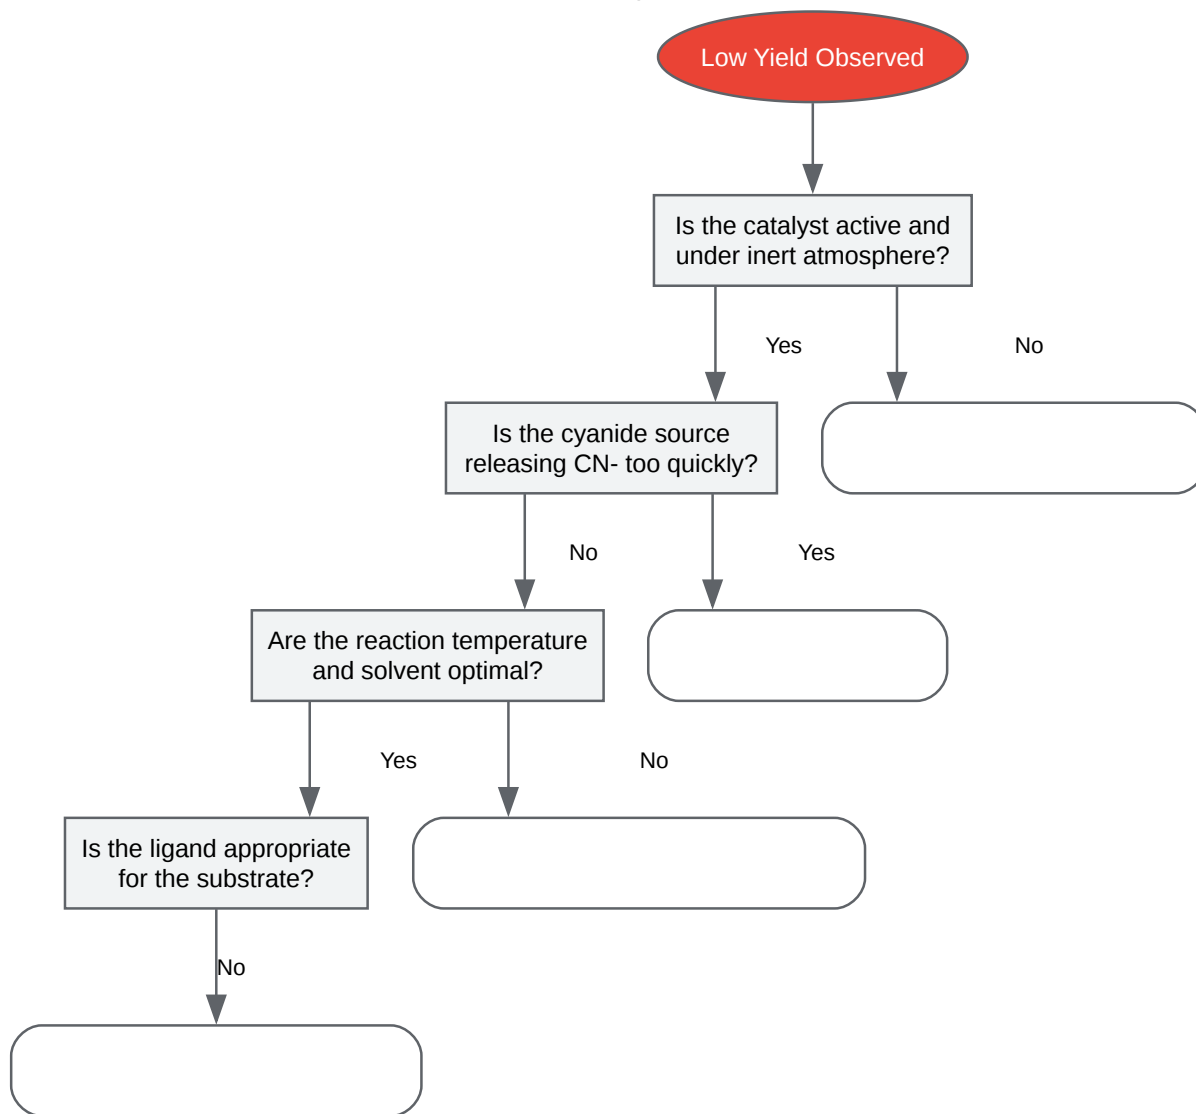 Low Yield Observed
Is the catalyst active and
under inert atmosphere?
Yes
No
Is the cyanide source
releasing CN- too quickly?
No
Yes
Are the reaction temperature
and solvent optimal?
Yes
No
Is the ligand appropriate
for the substrate?
No